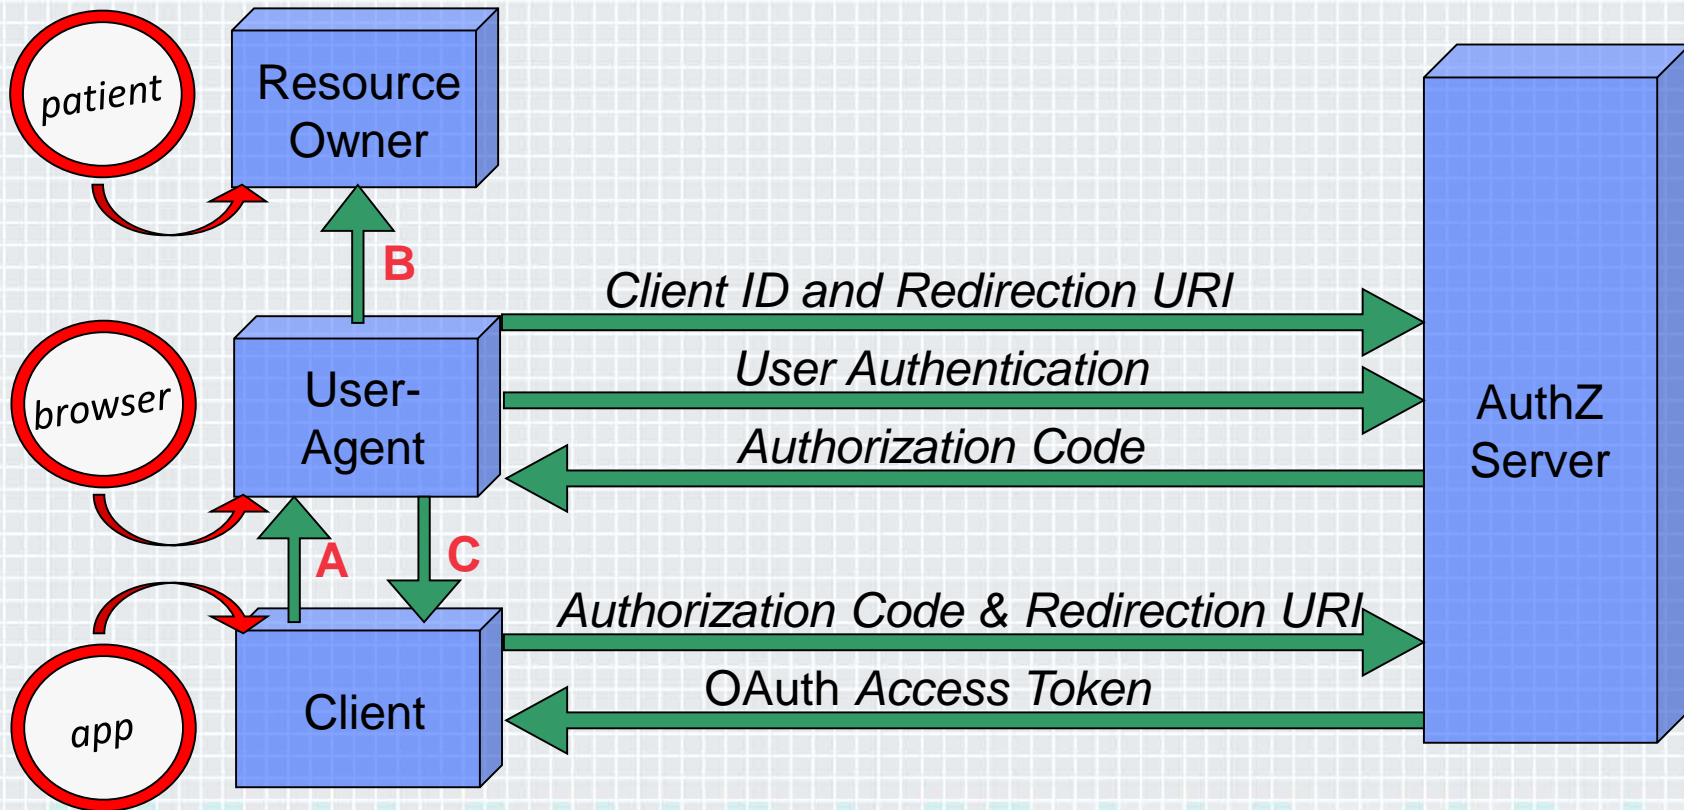 patient
Resource
Owner
B
Client ID and Redirection URI
User Authentication
browser
User-
Agent
Authorization Code
AuthZ
Server
A
C
Authorization Code & Redirection URI
OAuth Access Token
app
Client